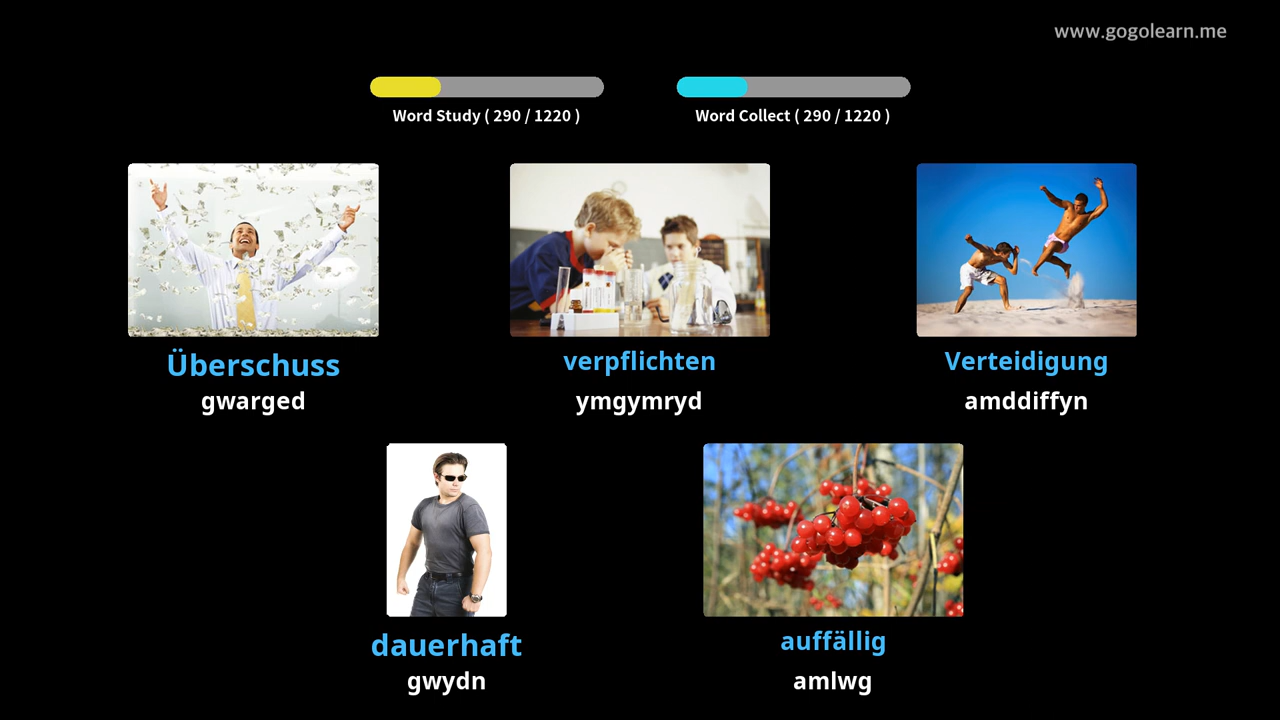 www.gogolearn.me
Word Study ( 290 / 1220 )
Word Collect ( 290 / 1220 )
Überschuss
gwarged
verpflichten
ymgymryd
Verteidigung
amddiffyn
dauerhaft
gwydn
auffällig
amlwg